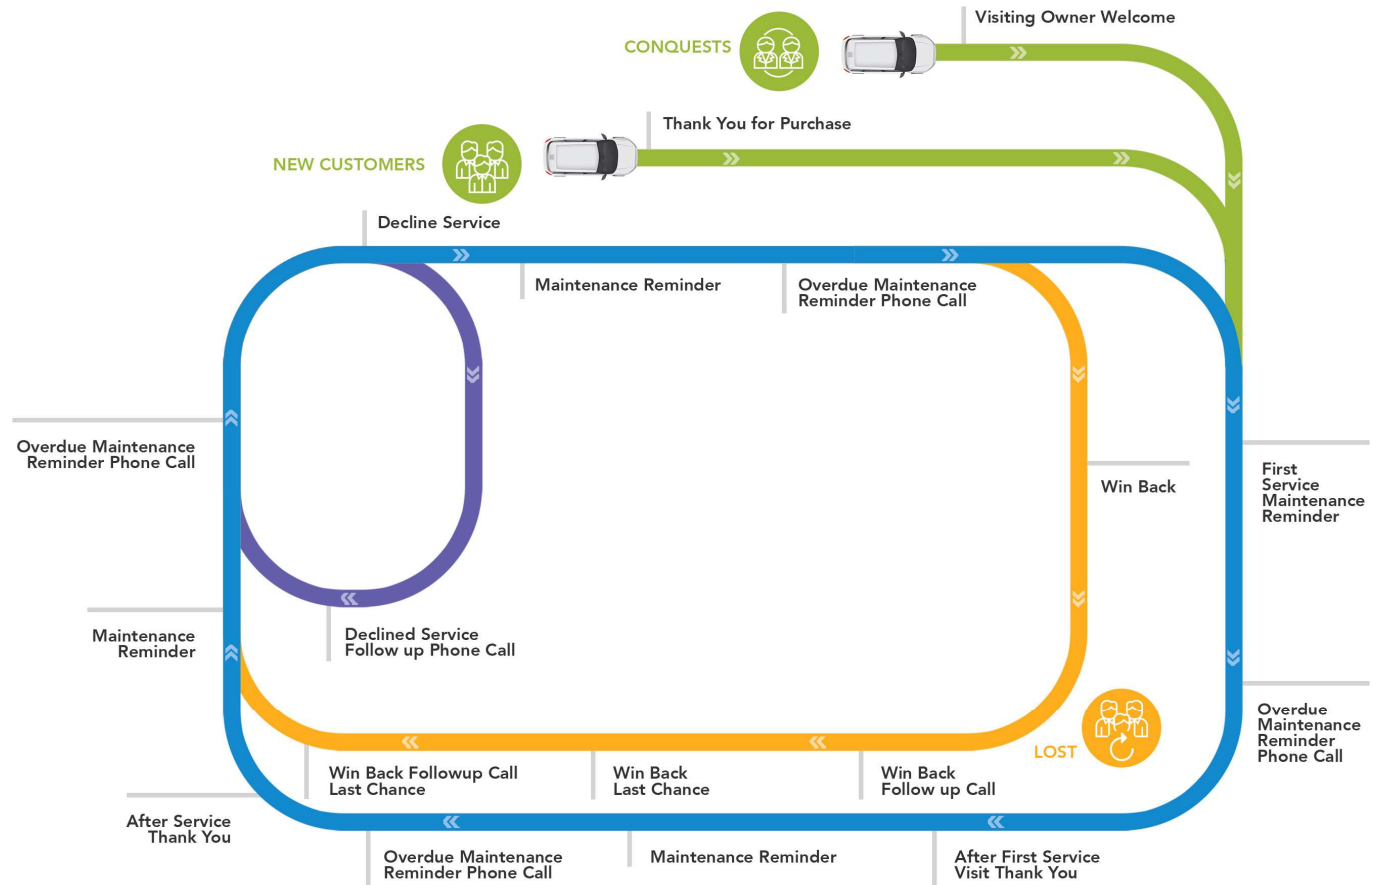 Visiting Owner Welcome
CONQUESTS
Thank You for Purchase
NEW CUSTOMERS
Decline Service
Maintenance Reminder
Overdue Maintenance
Reminder Phone Call
Overdue Maintenance
Reminder Phone Call
First
Service
Maintenance
Reminder
Win Back
Maintenance
Reminder
Declined Service
Follow up Phone Call
Overdue
Maintenance
Reminder
Phone Call
LOST
Win Back Followup Call
Last Chance
Win Back
Last Chance
Win Back
Follow up Call
After Service
Thank You
Overdue Maintenance
Reminder Phone Call
Maintenance Reminder
After First Service
Visit Thank You